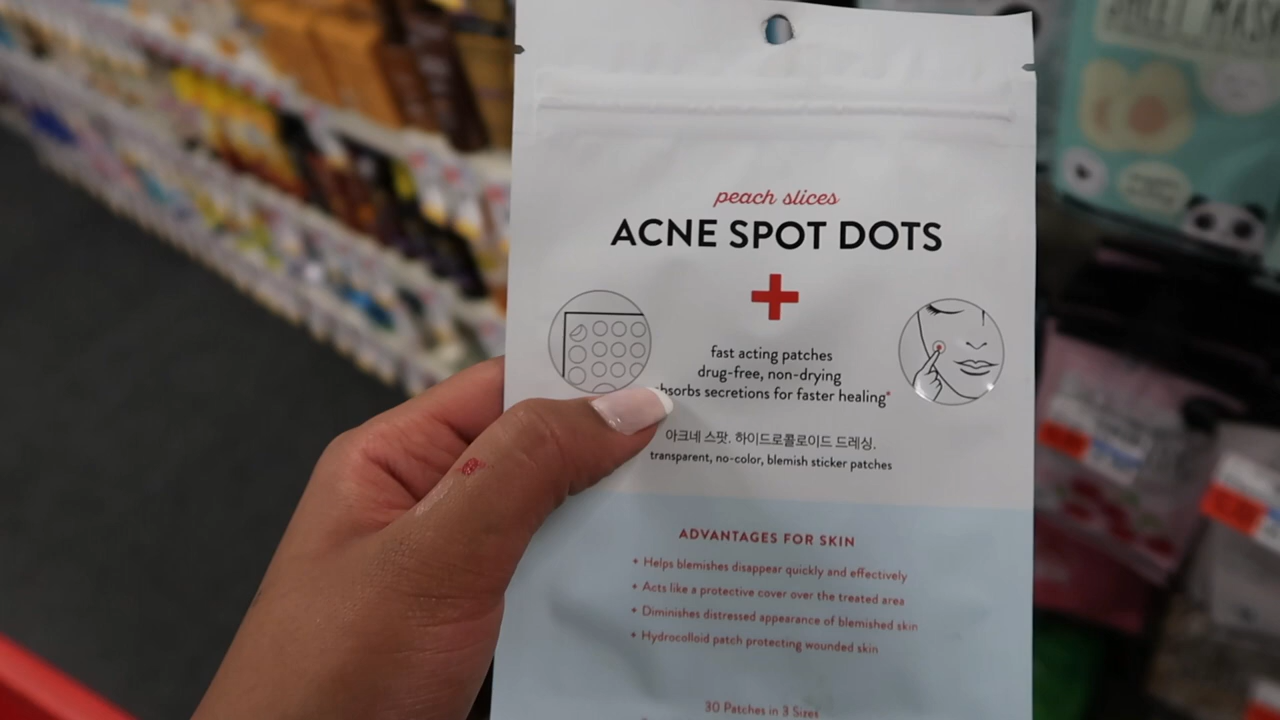 peach slices
ACNE SPOT DOTS
fast acting patches
drug-free, non-drying
absorbs secretions for faster healing*
아크네 스팟. 하이드로콜로이드 드레싱.
transparent, no-color, blemish sticker patches
ADVANTAGES FOR SKIN
+ Helps blemishes disappear quickly and effectively
+ Acts like a protective cover over the treated area
+ Diminishes distressed appearance of blemished skin
+ Hydrocolloid patch protecting wounded skin
30 Patches in 3 Sizes
SHEET MASK